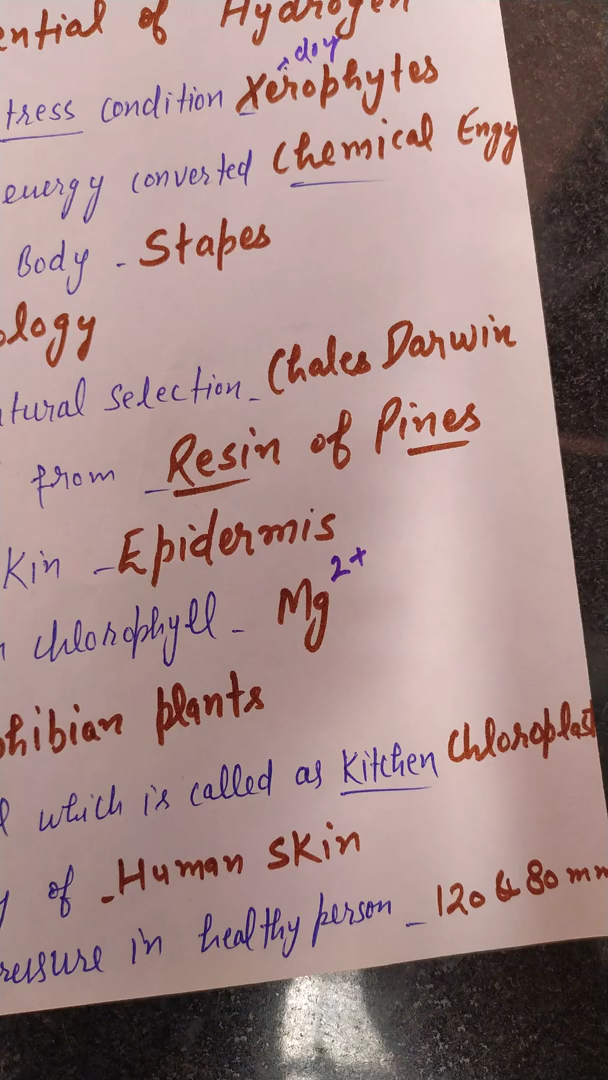 ential of Hydrogen
tress condition Xerophytes dry
energy converted Chemical Engy
Body - Stapes
ology
tural selection - Chales Darwin
from - Resin of Pines
kin - Epidermis
n chlorophyll - Mg2+
hibian plants
l which is called as Kitchen Chloroplast
y of - Human skin
ressure in healthy person - 120 & 80 mm